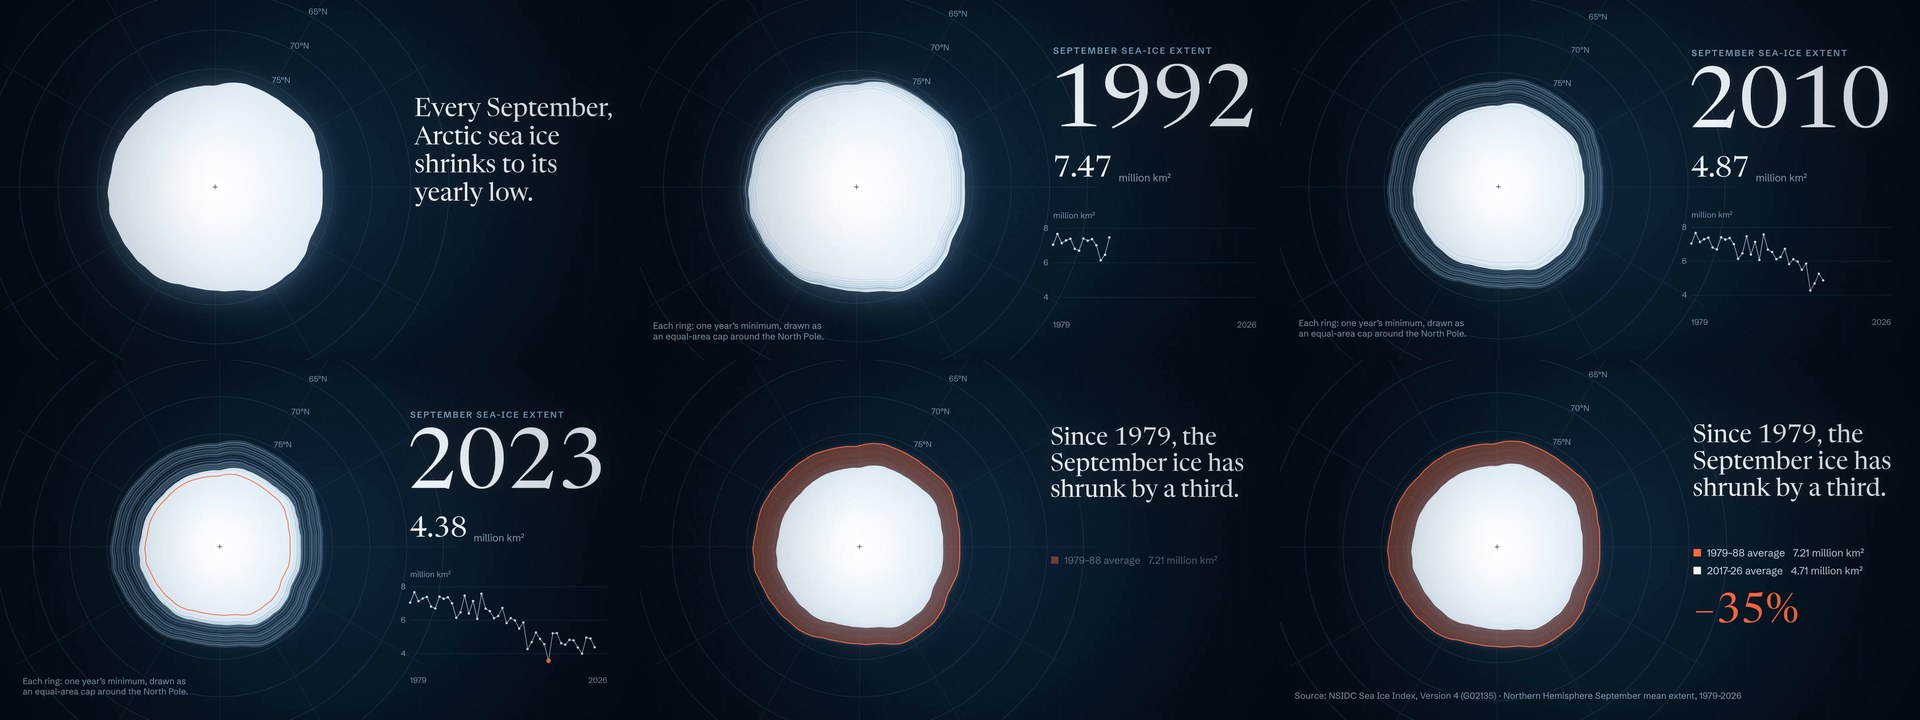 65°N
70°N
75°N
Every September,
Arctic sea ice
shrinks to its
yearly low.
65°N
70°N
75°N
SEPTEMBER SEA-ICE EXTENT
1992
7.47 million km²
million km²
8
6
4
1979 2026
Each ring: one year's minimum, drawn as
an equal-area cap around the North Pole.
65°N
70°N
75°N
SEPTEMBER SEA-ICE EXTENT
2010
4.87 million km²
million km²
8
6
4
1979 2026
Each ring: one year's minimum, drawn as
an equal-area cap around the North Pole.
65°N
70°N
75°N
SEPTEMBER SEA-ICE EXTENT
2023
4.38 million km²
million km²
8
6
4
1979 2026
Each ring: one year's minimum, drawn as
an equal-area cap around the North Pole.
65°N
70°N
75°N
Since 1979, the
September ice has
shrunk by a third.
1979–88 average 7.21 million km²
65°N
70°N
75°N
Since 1979, the
September ice has
shrunk by a third.
1979–88 average 7.21 million km²
2017–26 average 4.71 million km²
−35%
Source: NSIDC Sea Ice Index, Version 4 (G02135) · Northern Hemisphere September mean extent, 1979–2026